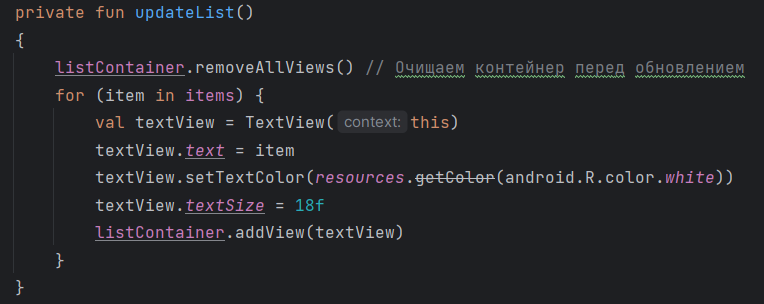 private fun updateList()
{
listContainer.removeAllViews() // Очищаем контейнер перед обновлением
for (item in items) {
val textView = TextView( context: this)
textView.text = item
textView.setTextColor(resources.getColor(android.R.color.white))
textView.textSize = 18f
listContainer.addView(textView)
}
}